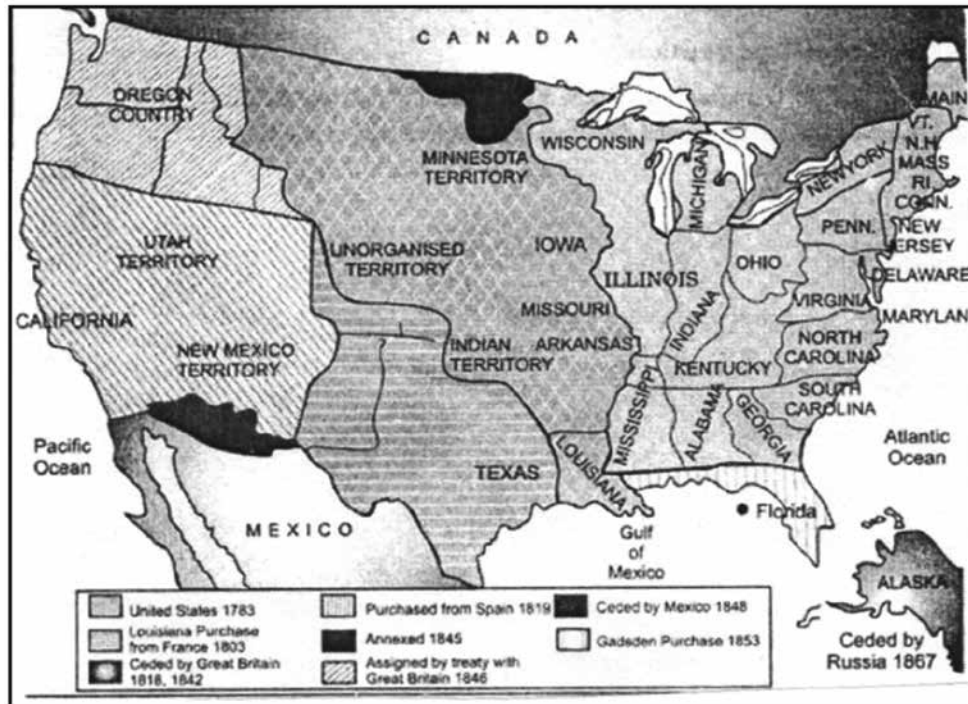 CANADA
OREGON
COUNTRY
MINNESOTA
TERRITORY
WISCONSIN
MICHIGAN
NEWYORK
MAIN
VT.
N.H
MASS
RI.
CONN.
PENN.
NEW
JERSEY
UTAH
TERRITORY
UNORGANISED
TERRITORY
IOWA
ILLINOIS
INDIANA
OHIO
DELAWARE
VIRGINIA
MARYLAN
CALIFORNIA
NEW MEXICO
TERRITORY
MISSOURI
INDIAN
TERRITORY
ARKANSAS
KENTUCKY
NORTH
CAROLINA
SOUTH
CAROLINA
MISSISSIPPI
ALABAMA
GEORGIA
Pacific
Ocean
TEXAS
LOUISIANA
Atlantic
Ocean
MEXICO
Gulf
of
Mexico
Florida
ALASKA
Ceded by
Russia 1867
United States 1783
Louisiana Purchase
from France 1803
Ceded by Great Britain
1818, 1842
Purchased from Spain 1819
Annexed 1845
Assigned by treaty with
Great Britain 1846
Ceced by Mexico 1848
Gadsden Purchase 1853